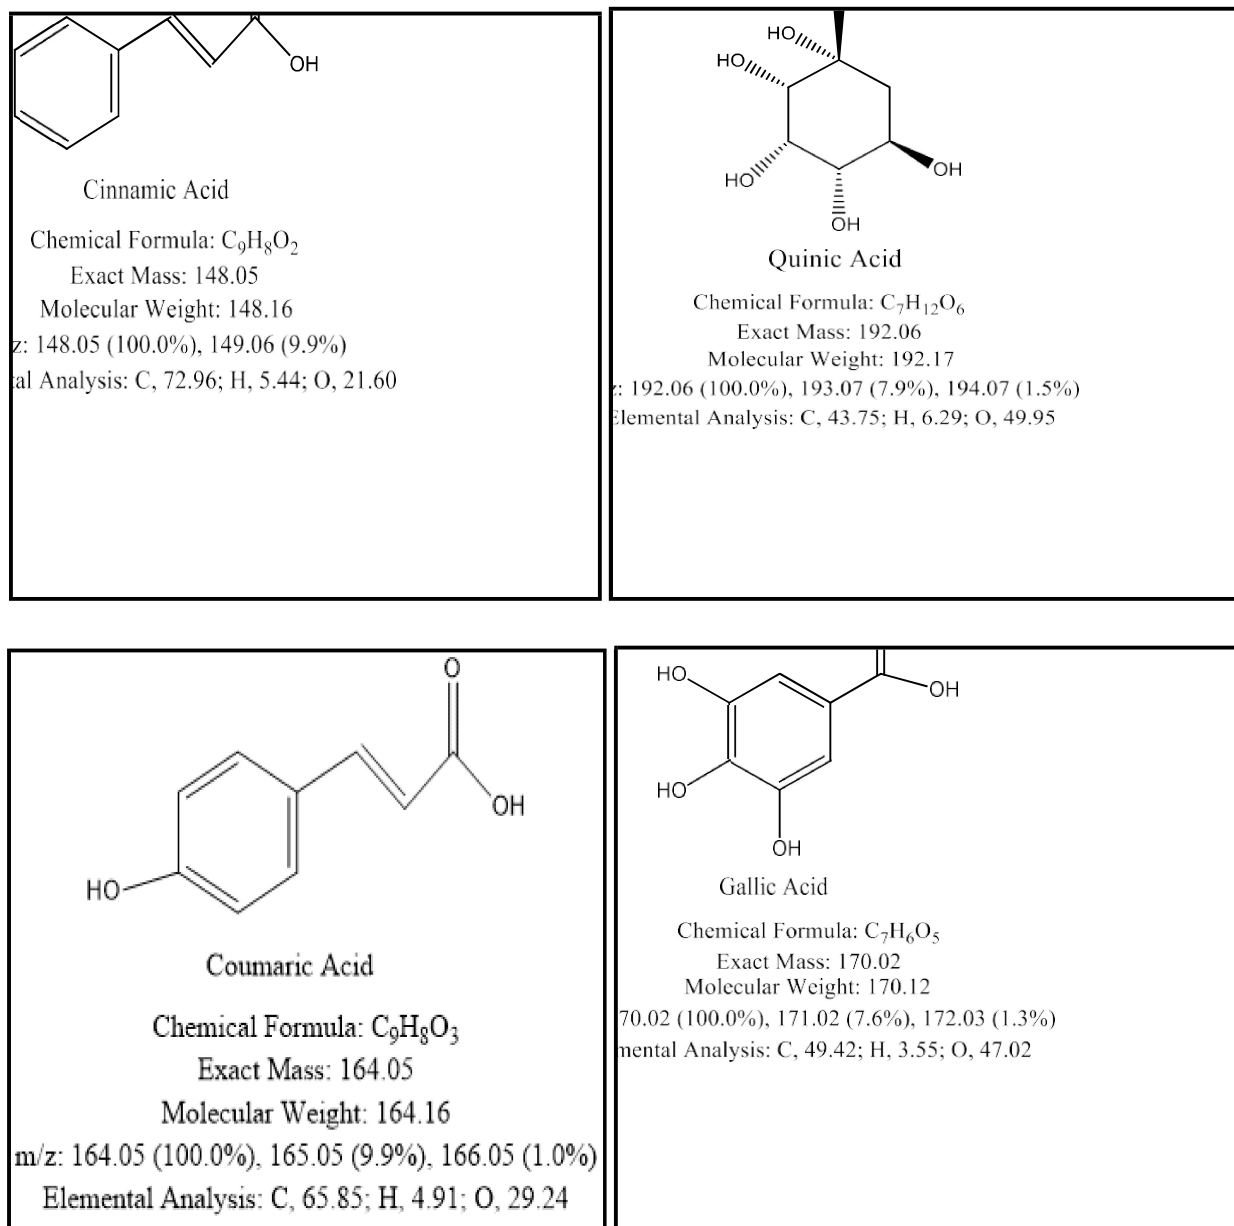 OH
Cinnamic Acid
Chemical Formula: C₉H₈O₂
Exact Mass: 148.05
Molecular Weight: 148.16
z: 148.05 (100.0%), 149.06 (9.9%)
tal Analysis: C, 72.96; H, 5.44; O, 21.60
HO
HO
HO
OH
OH
Quinic Acid
Chemical Formula: C₇H₁₂O₆
Exact Mass: 192.06
Molecular Weight: 192.17
z: 192.06 (100.0%), 193.07 (7.9%), 194.07 (1.5%)
Elemental Analysis: C, 43.75; H, 6.29; O, 49.95
O
OH
HO
Coumaric Acid
Chemical Formula: C₉H₈O₃
Exact Mass: 164.05
Molecular Weight: 164.16
m/z: 164.05 (100.0%), 165.05 (9.9%), 166.05 (1.0%)
Elemental Analysis: C, 65.85; H, 4.91; O, 29.24
HO
OH
HO
OH
Gallic Acid
Chemical Formula: C₇H₆O₅
Exact Mass: 170.02
Molecular Weight: 170.12
70.02 (100.0%), 171.02 (7.6%), 172.03 (1.3%)
mental Analysis: C, 49.42; H, 3.55; O, 47.02